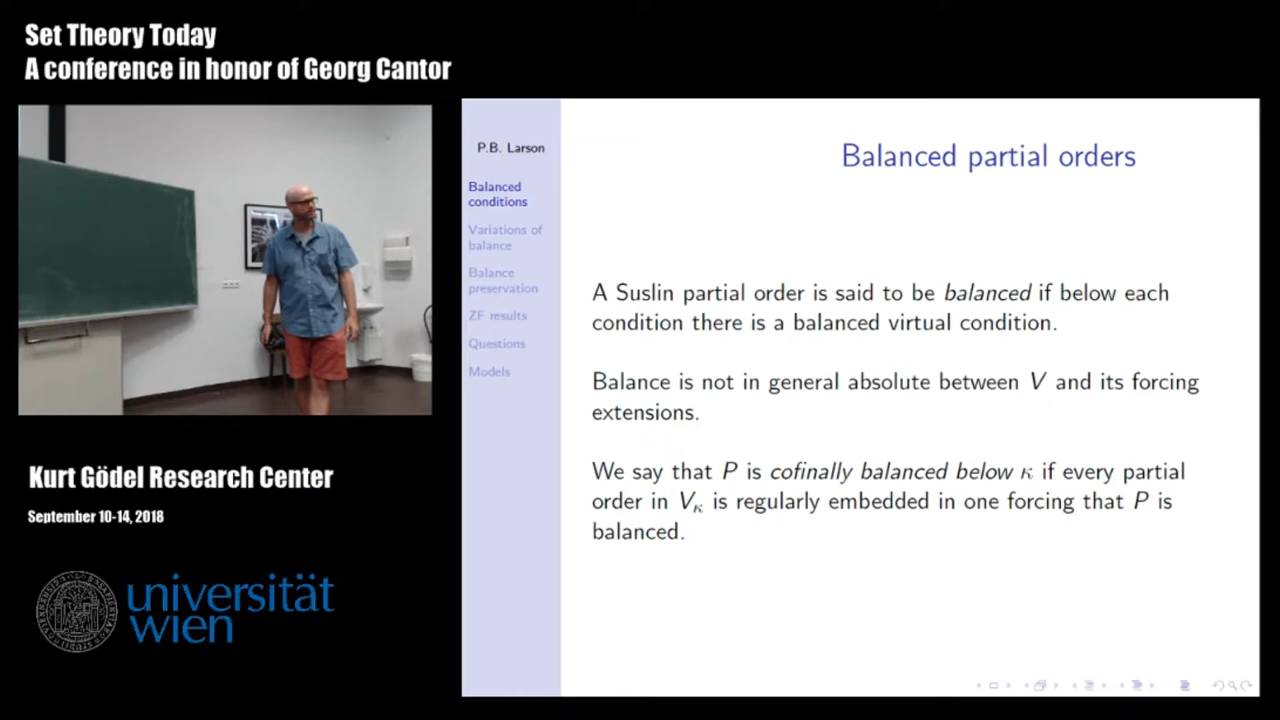 Set Theory Today
A conference in honor of Georg Cantor
P.B. Larson
Balanced
conditions
Variations of
balance
Balance
preservation
ZF results
Questions
Models
Balanced partial orders
A Suslin partial order is said to be balanced if below each
condition there is a balanced virtual condition.
Balance is not in general absolute between V and its forcing
extensions.
We say that P is cofinally balanced below κ if every partial
order in Vκ is regularly embedded in one forcing that P is
balanced.
Kurt Gödel Research Center
September 10-14, 2018
universität
wien